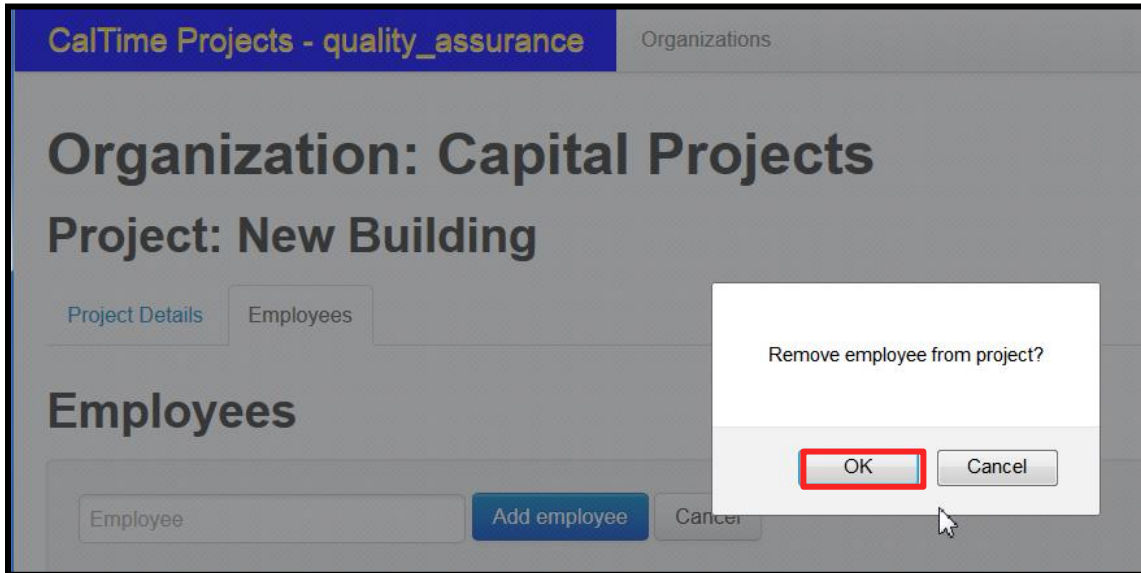 CalTime Projects - quality_assurance Organizations
Organization: Capital Projects
Project: New Building
Project Details Employees
Remove employee from project?
Employees
OK Cancel
Employee Add employee Cancel